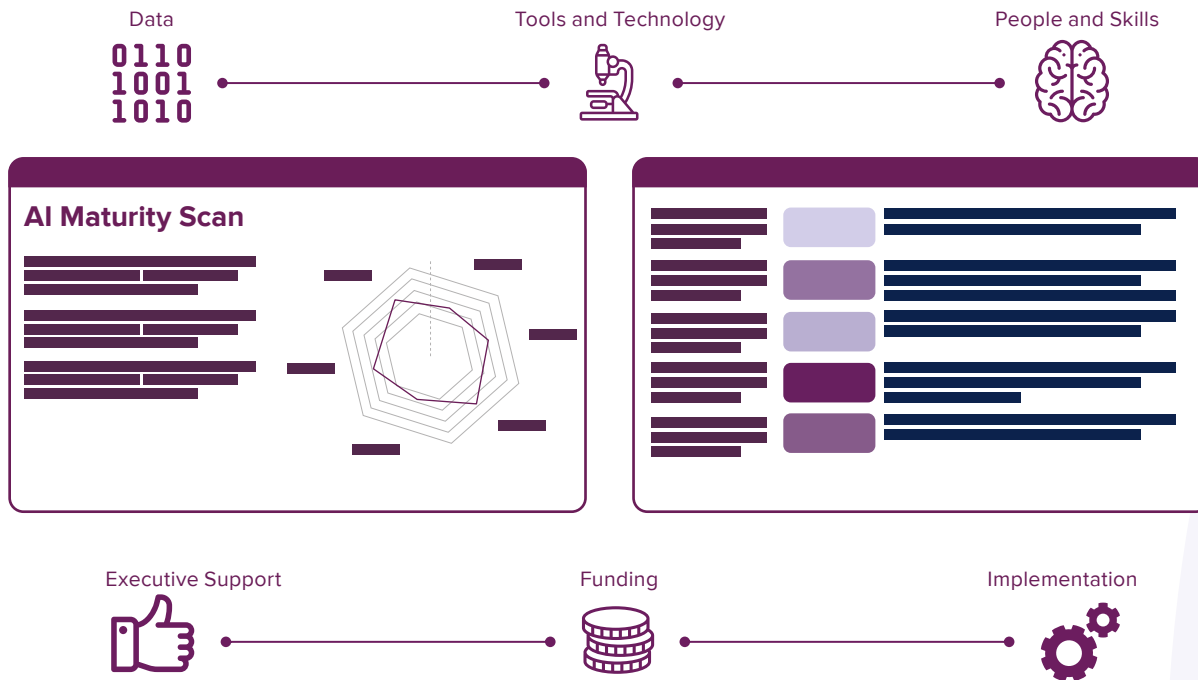 Data
Tools and Technology
People and Skills
0110
1001
1010
AI Maturity Scan
Executive Support
Funding
Implementation